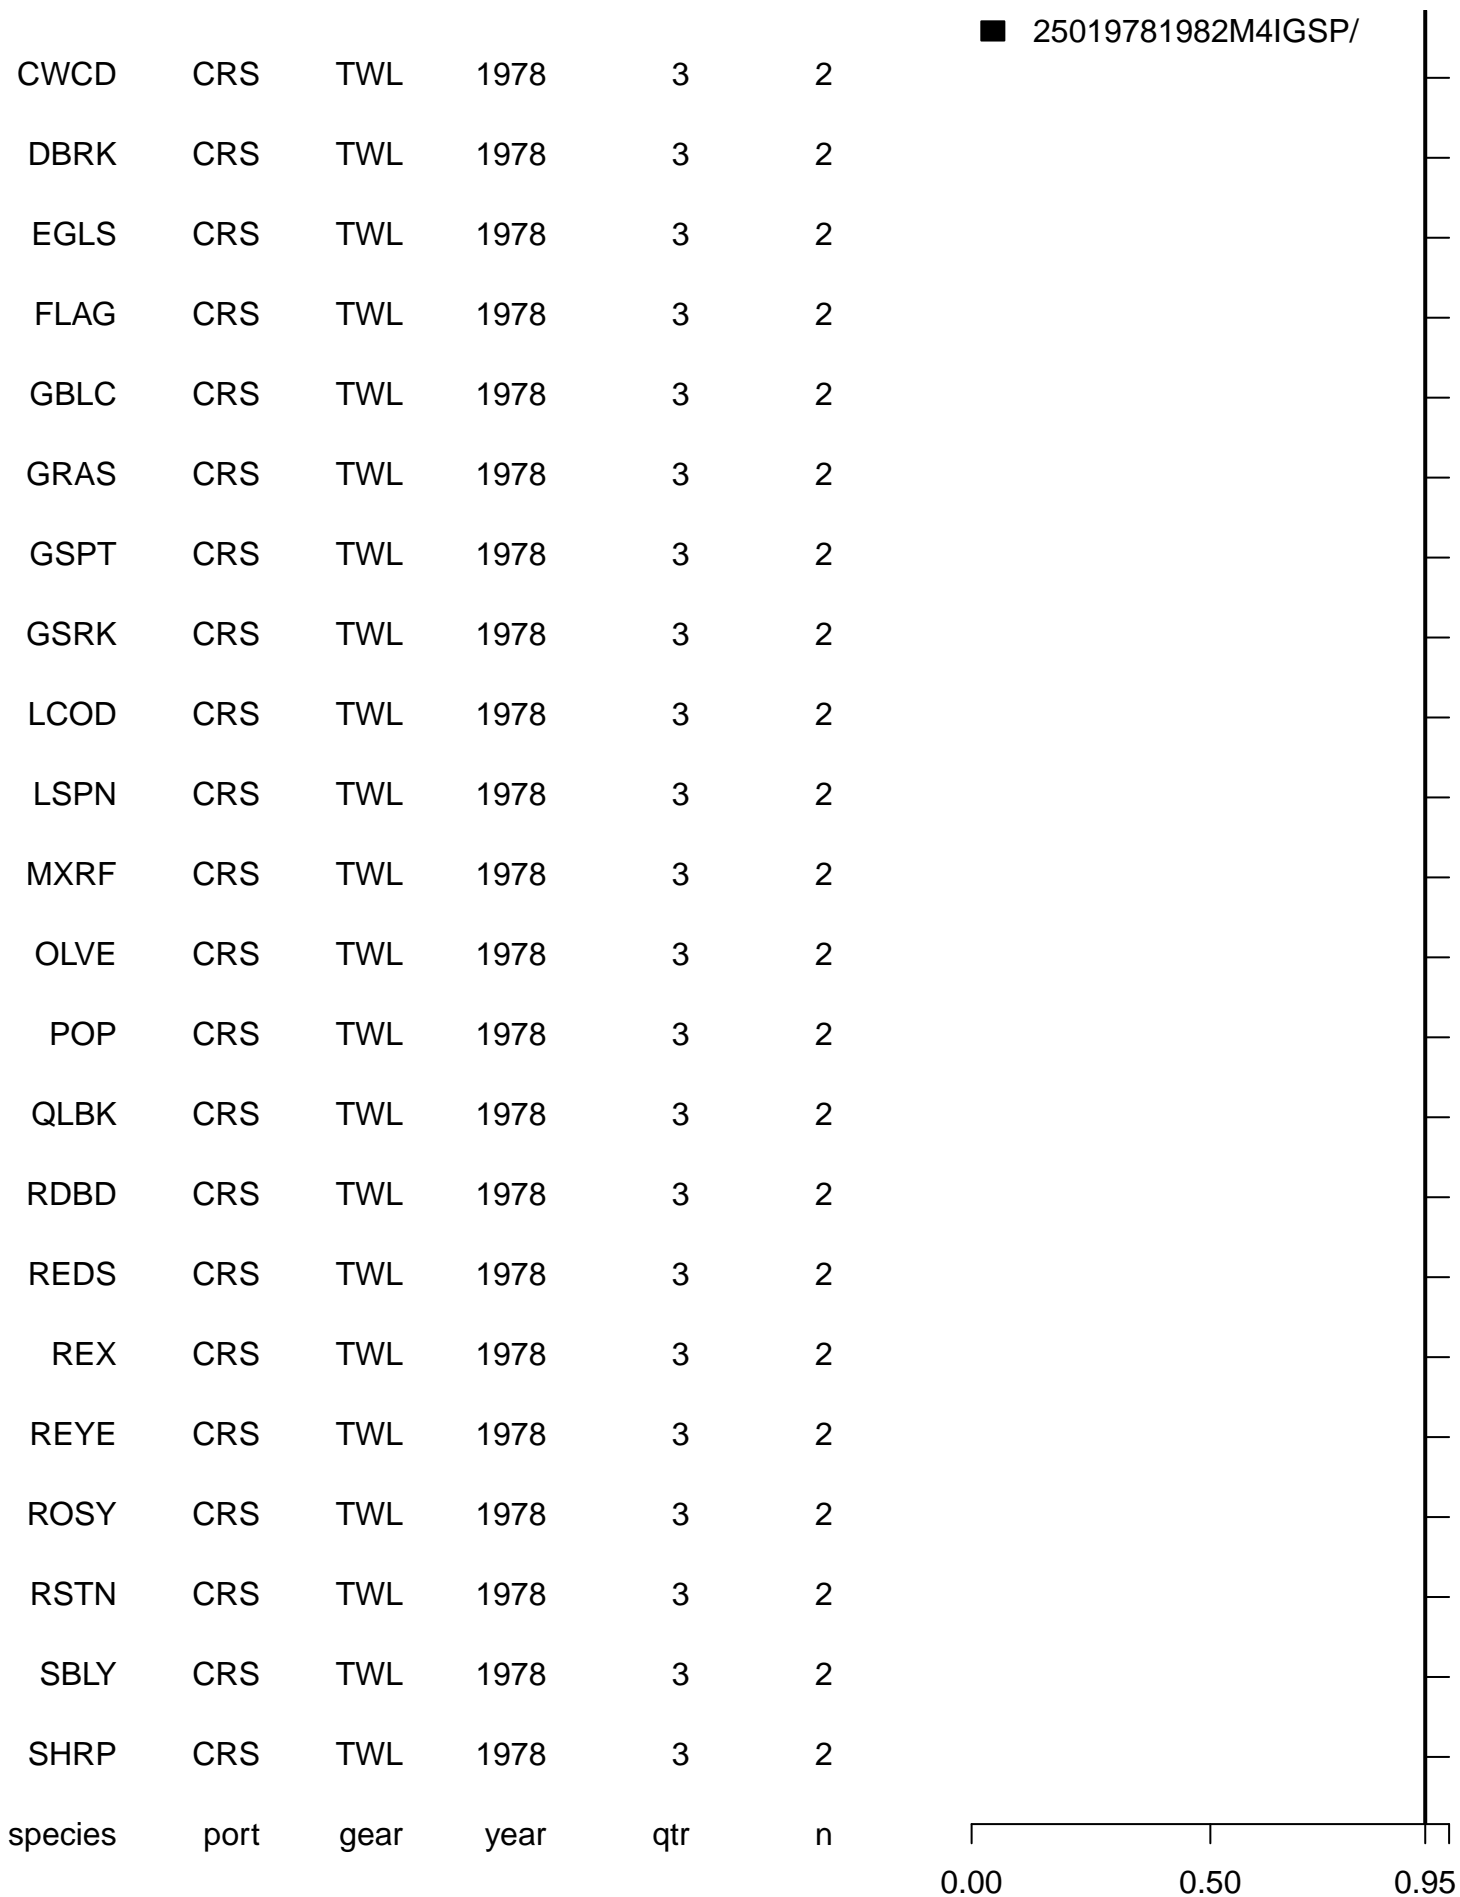 25019781982M4IGSP/
CWCD CRS TWL 1978 3 2
DBRK CRS TWL 1978 3 2
EGLS CRS TWL 1978 3 2
FLAG CRS TWL 1978 3 2
GBLC CRS TWL 1978 3 2
GRAS CRS TWL 1978 3 2
GSPT CRS TWL 1978 3 2
GSRK CRS TWL 1978 3 2
LCOD CRS TWL 1978 3 2
LSPN CRS TWL 1978 3 2
MXRF CRS TWL 1978 3 2
OLVE CRS TWL 1978 3 2
POP CRS TWL 1978 3 2
QLBK CRS TWL 1978 3 2
RDBD CRS TWL 1978 3 2
REDS CRS TWL 1978 3 2
REX CRS TWL 1978 3 2
REYE CRS TWL 1978 3 2
ROSY CRS TWL 1978 3 2
RSTN CRS TWL 1978 3 2
SBLY CRS TWL 1978 3 2
SHRP CRS TWL 1978 3 2
species port gear year qtr n
0.00 0.50 0.95